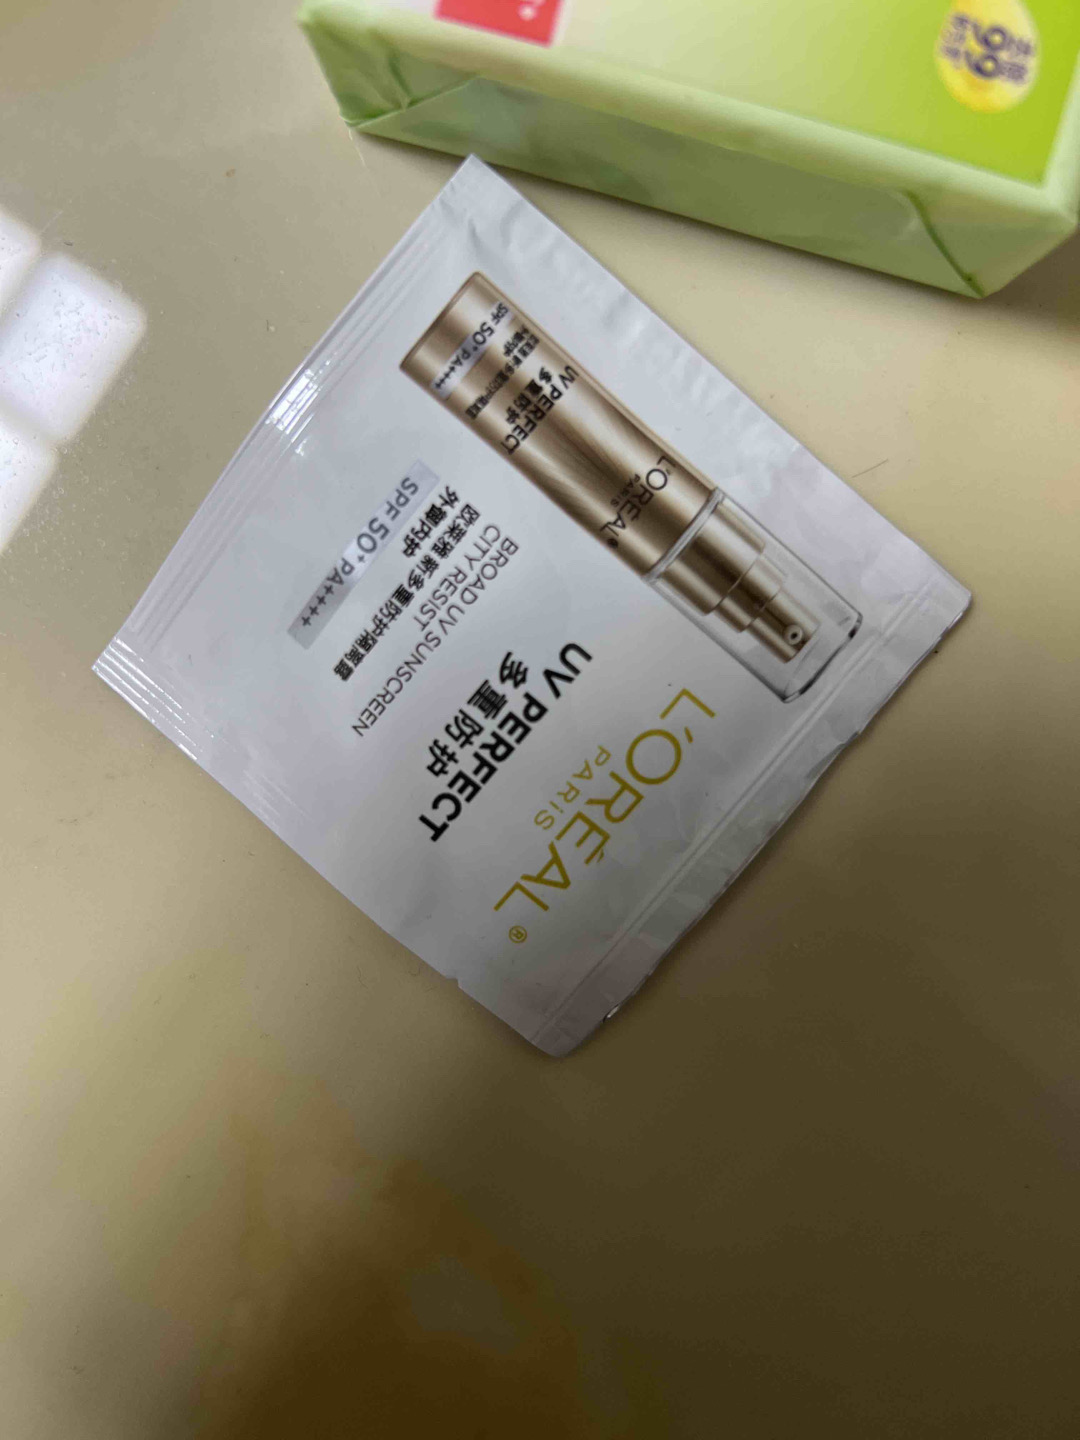 L'ORÉAL®
PARIS
UV PERFECT
多重防护
BROAD UV SUNSCREEN
CITY RESIST
欧莱雅新多重防护隔离露
外御内护
SPF 50+ PA++++
L'ORÉAL
PARIS
UV PERFECT
多重防护
SPF 50+ PA++++
99